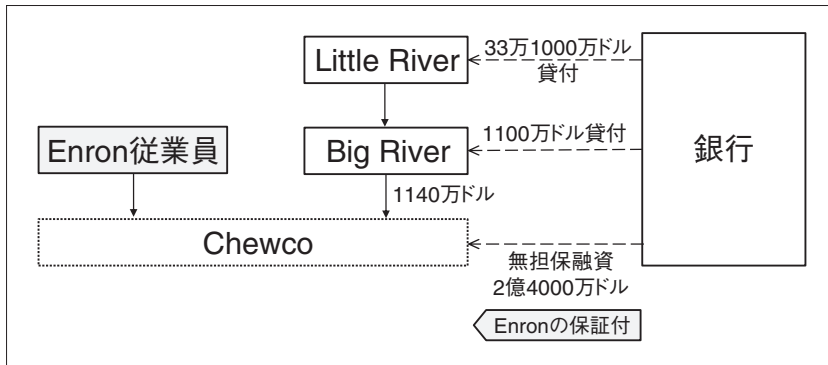 Little River
33万1000万ドル
貸付
Enron従業員
Big River
1100万ドル貸付
銀行
1140万ドル
Chewco
無担保融資
2億4000万ドル
Enronの保証付